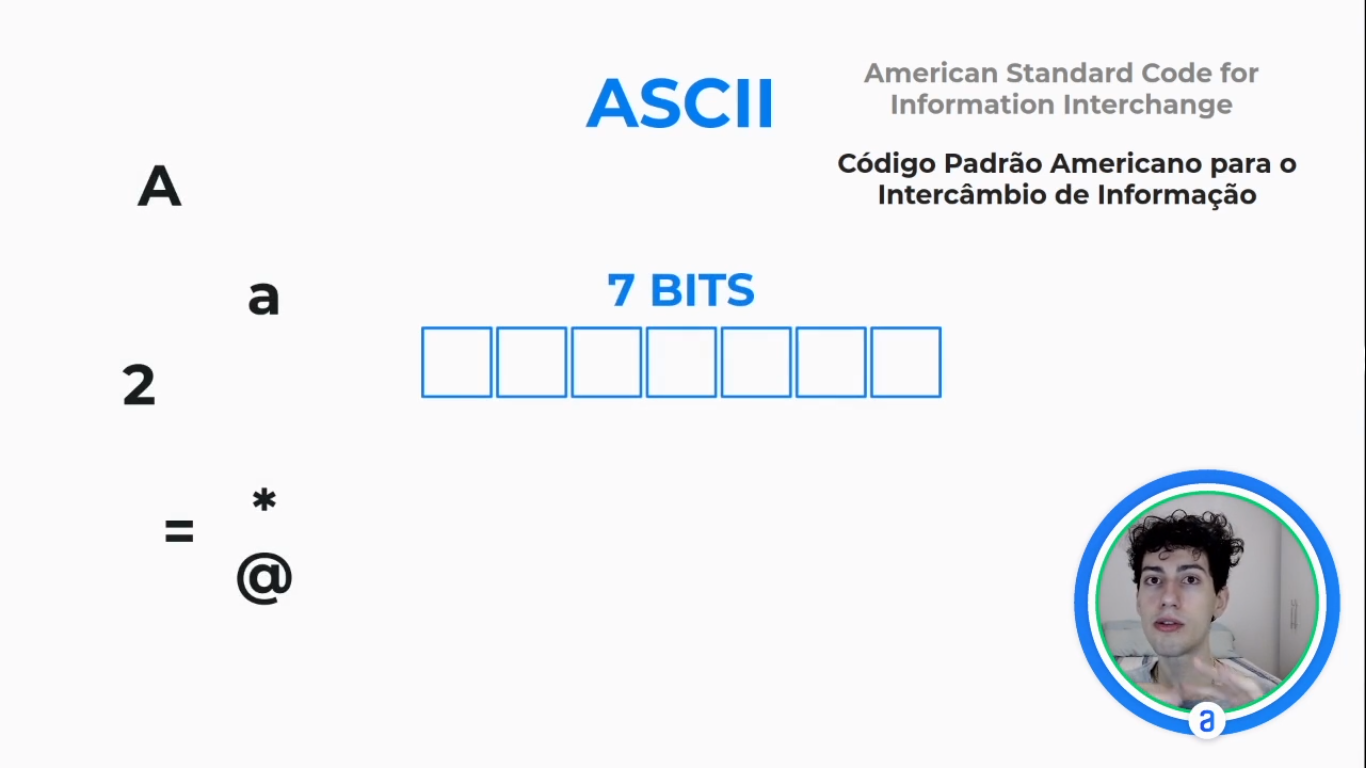 ASCII
American Standard Code for
Information Interchange
Código Padrão Americano para o
Intercâmbio de Informação
A
a
7 BITS
2
*
=
@
a